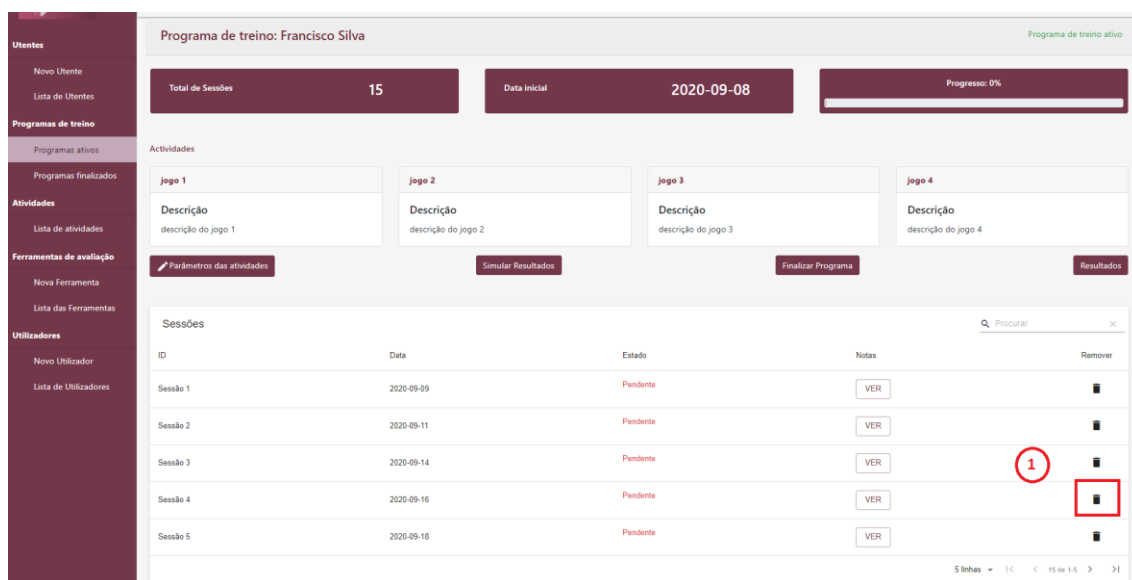 Programa de treino: Francisco Silva
Programa de treino ativo
Utentes
Novo Utente
Lista de Utentes
Programas de treino
Programas ativos
Programas finalizados
Atividades
Lista de atividades
Ferramentas de avaliação
Nova Ferramenta
Lista das Ferramentas
Utilizadores
Novo Utilizador
Lista de Utilizadores
Total de Sessões 15
Data inicial 2020-09-08
Progresso: 0%
Actividades
jogo 1
Descrição
descrição do jogo 1
jogo 2
Descrição
descrição do jogo 2
jogo 3
Descrição
descrição do jogo 3
jogo 4
Descrição
descrição do jogo 4
Parâmetros das atividades
Simular Resultados
Finalizar Programa
Resultados
Sessões
Procurar
ID Data Estado Notas Remover
Sessão 1 2020-09-09 Pendente VER
Sessão 2 2020-09-11 Pendente VER
Sessão 3 2020-09-14 Pendente VER
1
Sessão 4 2020-09-16 Pendente VER
Sessão 5 2020-09-18 Pendente VER
5 linhas 15 de 1-5